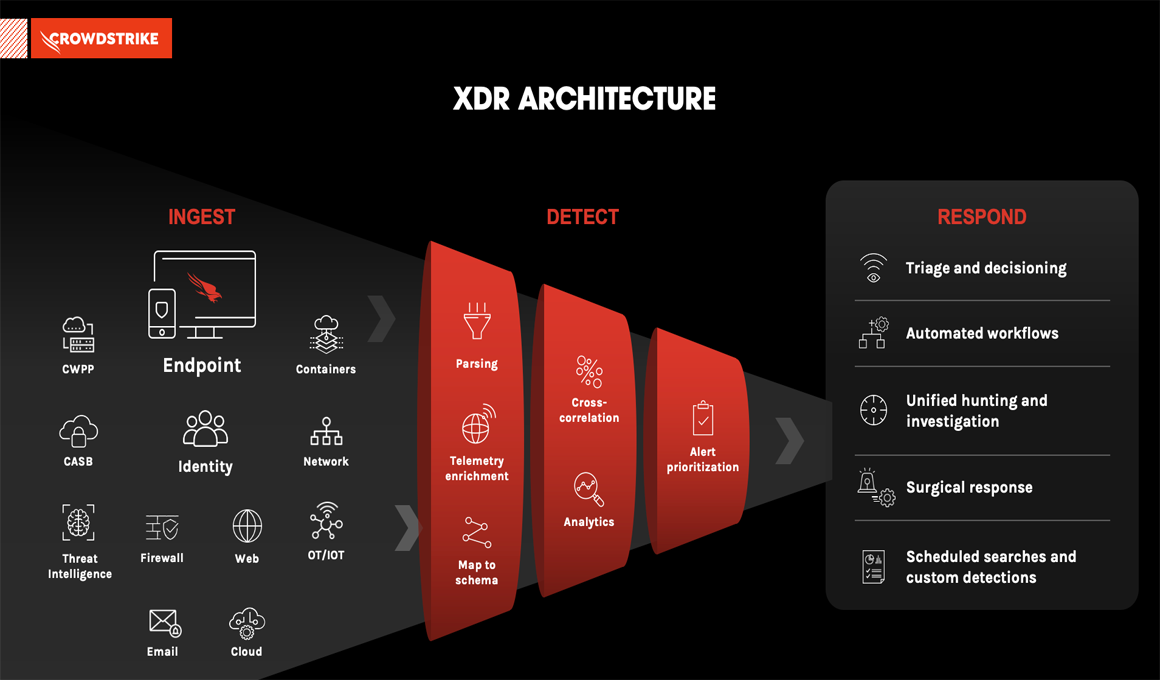 CROWDSTRIKE
XDR ARCHITECTURE
INGEST
Endpoint
CWPP
Containers
CASB
Identity
Network
Threat
Intelligence
Firewall
Web
OT/IOT
Email
Cloud
DETECT
Parsing
Telemetry
enrichment
Map to
schema
Cross-
correlation
Analytics
Alert
prioritization
RESPOND
Triage and decisioning
Automated workflows
Unified hunting and
investigation
Surgical response
Scheduled searches and
custom detections